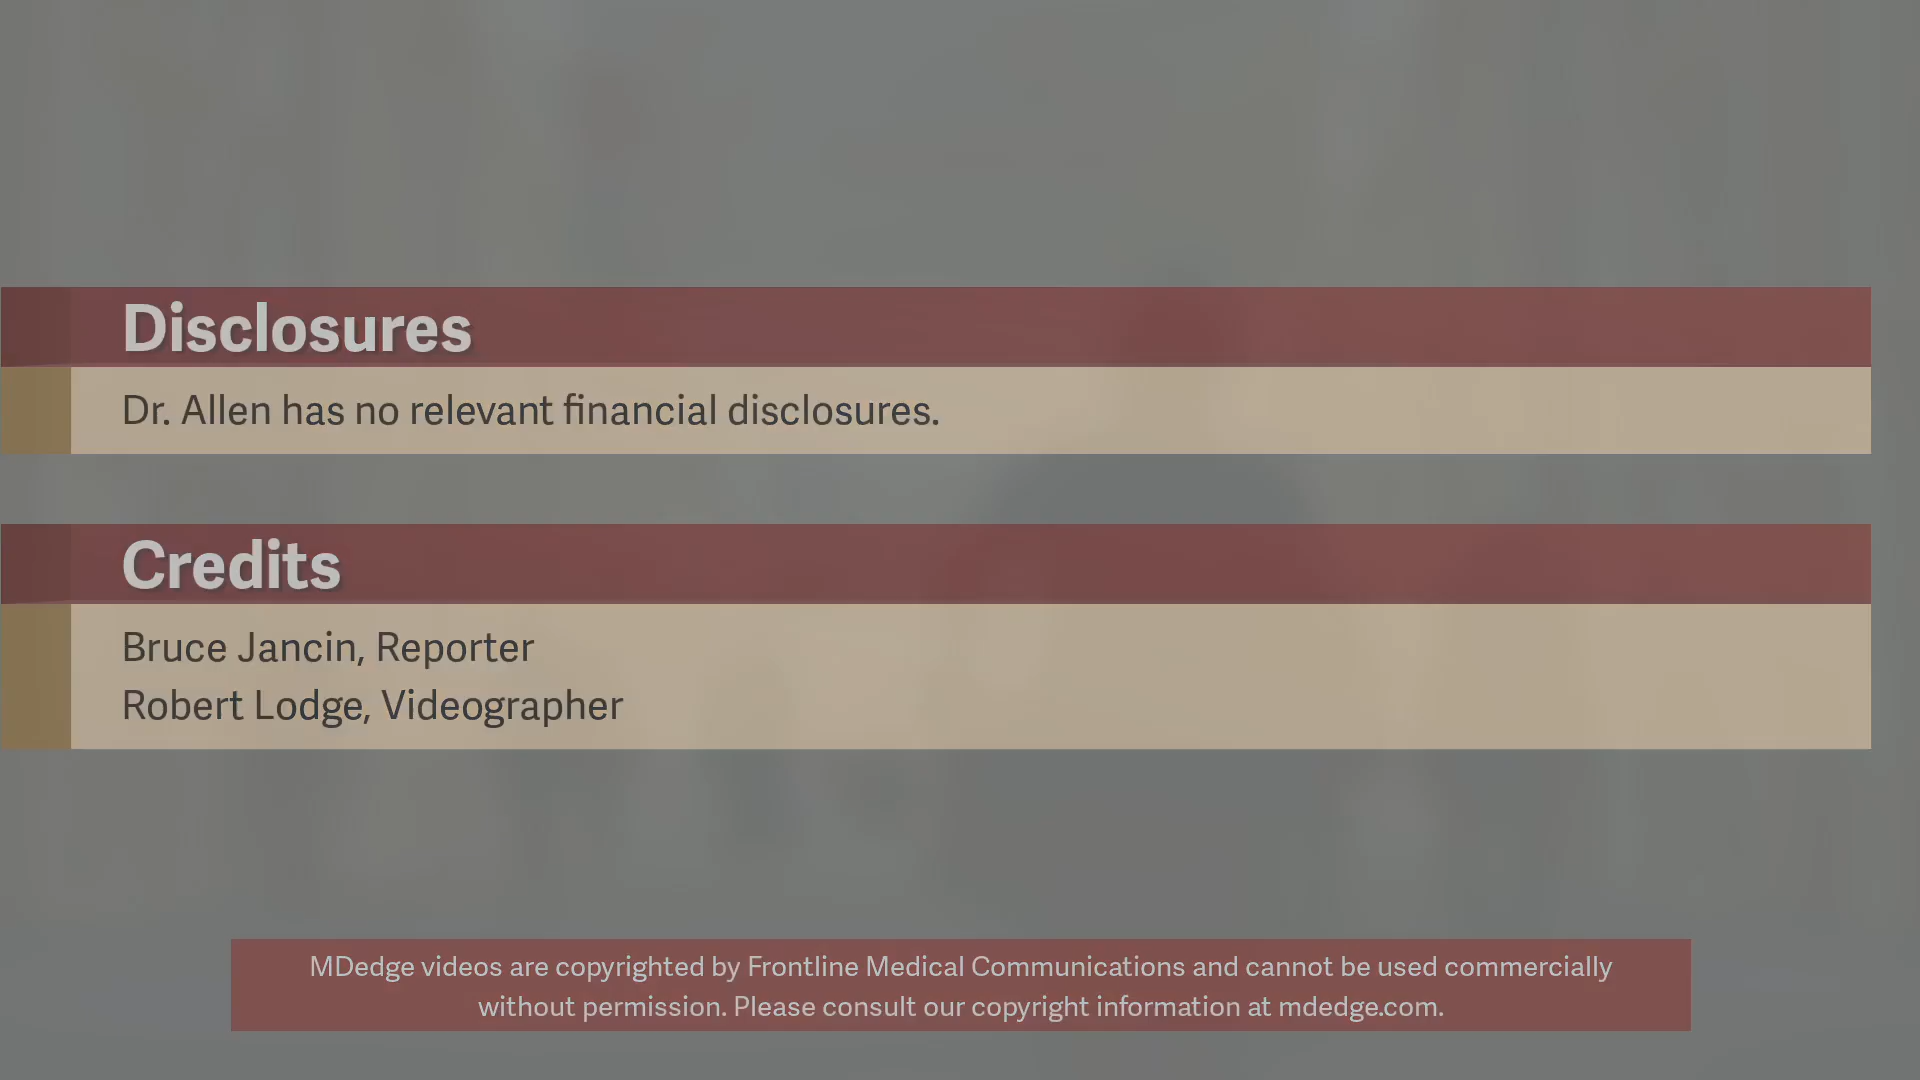 Disclosures
Dr. Allen has no relevant financial disclosures.
Credits
Bruce Jancin, Reporter
Robert Lodge, Videographer
MDedge videos are copyrighted by Frontline Medical Communications and cannot be used commercially
without permission. Please consult our copyright information at mdedge.com.